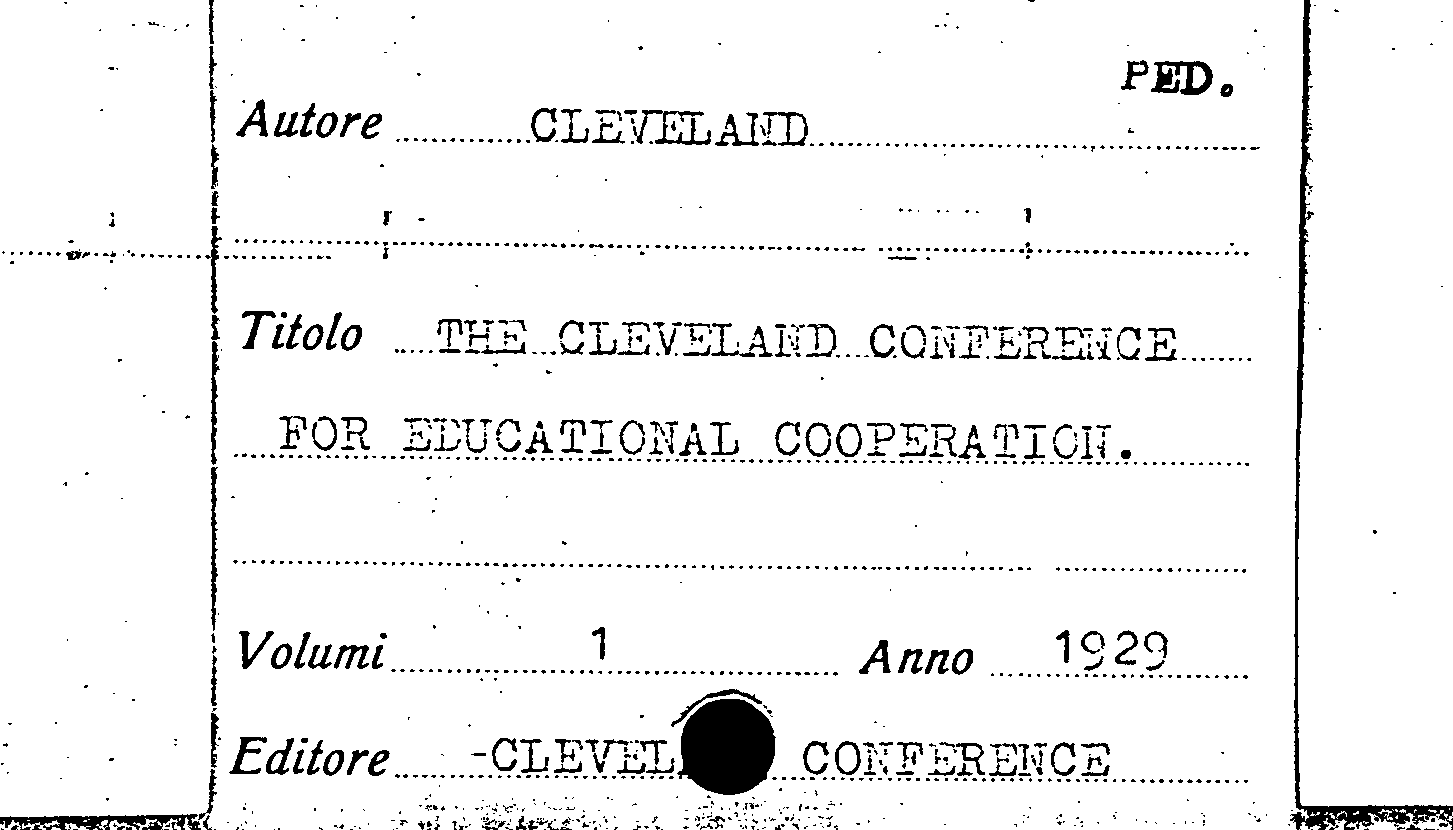 PED.
Autore CLEVELAND
Titolo THE CLEVELAND CONFERENCE
FOR EDUCATIONAL COOPERATION.
Volumi 1 Anno 1929
Editore CONFERENCE